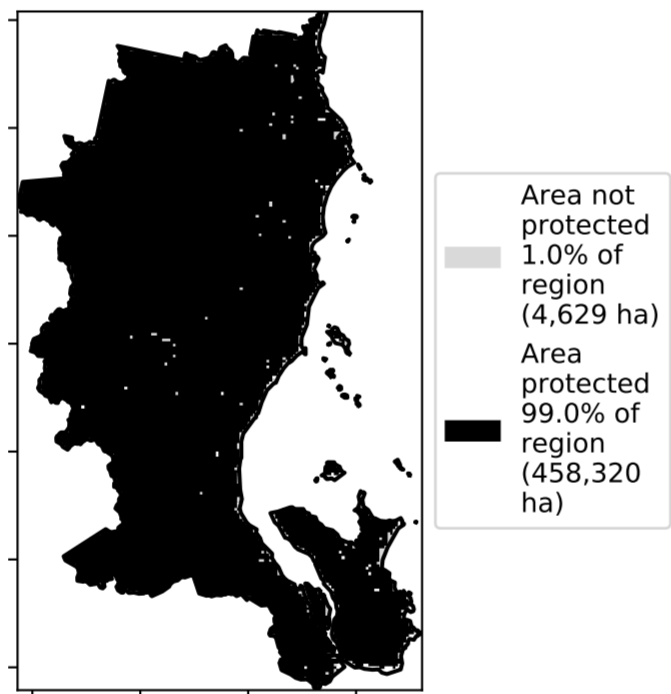 Area not
protected
1.0% of
region
(4,629 ha)
Area
protected
99.0% of
region
(458,320
ha)